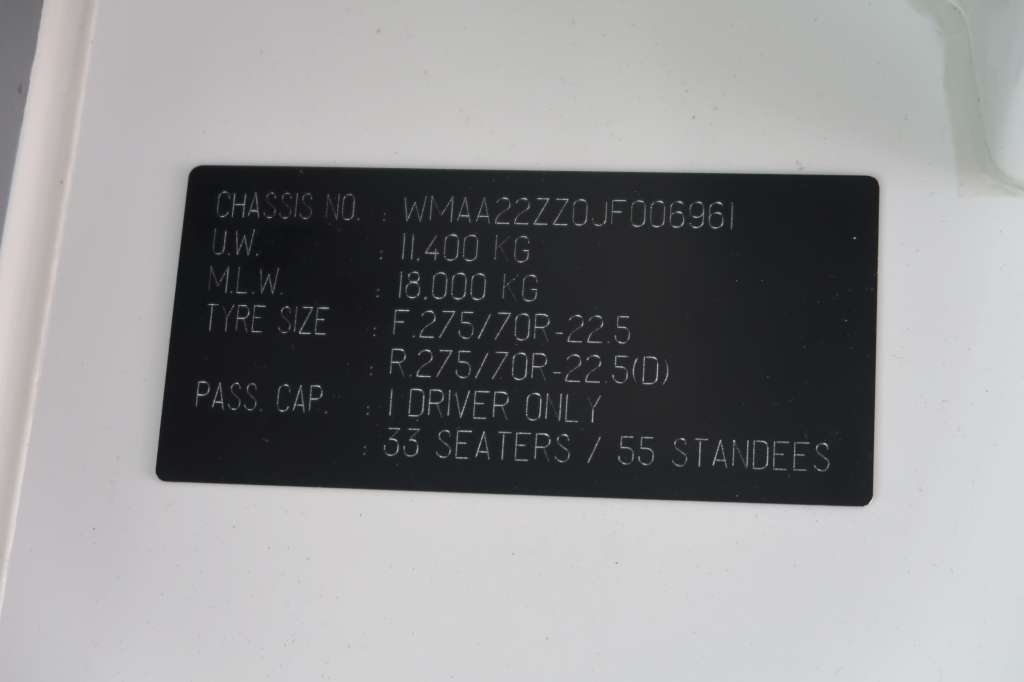 CHASSIS NO. : WMAA22ZZ0JF006961
U.W. : 11.400 KG
M.L.W. : 18.000 KG
TYRE SIZE : F.275/70R-22.5
: R.275/70R-22.5(D)
PASS. CAP. : 1 DRIVER ONLY
: 33 SEATERS / 55 STANDEES